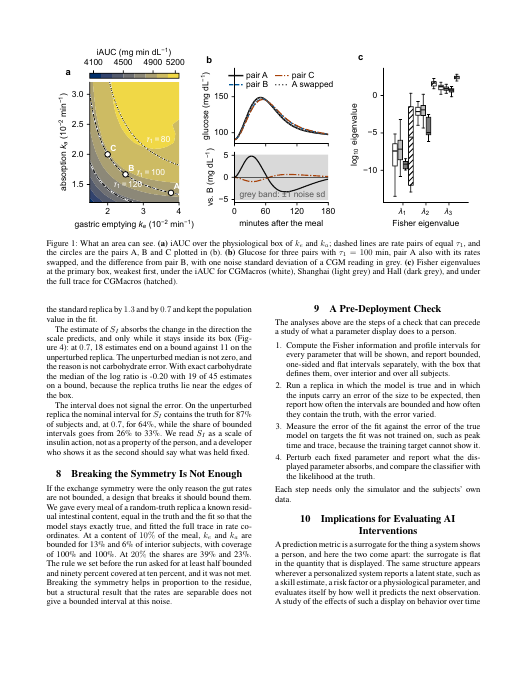 iAUC (mg min dL⁻¹)
4100 4500 5200
a
3.0
2.5
2.0
1.5
absorption kₐ (10⁻² min⁻¹)
C
B
A
τ₁ = 80
τ₁ = 100
τ₁ = 120
2 3 4
gastric emptying kₑ (10⁻² min⁻¹)
b
pair A
pair B
pair C
A swapped
glucose (mg dL⁻¹)
150
100
vs. B (mg dL⁻¹)
5
0
−5
grey band: ±1 noise sd
0 60 120 180
minutes after the meal
c
log₁₀ eigenvalue
0
−5
−10
λ₁ λ₂ λ₃
Fisher eigenvalue
Figure 1: What an area can see. (a) iAUC over the physiological box of kₑ and kₐ; dashed lines are rate pairs of equal τ₁, and
the circles are the pairs A, B and C plotted in (b). (b) Glucose for three pairs with τ₁ = 100 min, pair A also with its rates
swapped, and the difference from pair B, with one noise standard deviation of a CGM reading in grey. (c) Fisher eigenvalues
at the primary box, weakest first, under the iAUC for CGMacros (white), Shanghai (light grey) and Hall (dark grey), and under
the full trace for CGMacros (hatched).
the standard replica by 1.3 and by 0.7 and kept the population
value in the fit.
The estimate of S_I absorbs the change in the direction the
scale predicts, and only while it stays inside its box (Fig-
ure 4): at 0.7, 18 estimates end on a bound against 11 on the
unperturbed replica. The unperturbed median is not zero, and
the reason is not carbohydrate error. With exact carbohydrate
the median of the log ratio is -0.20 with 19 of 45 estimates
on a bound, because the replica truths lie near the edges of
the box.
The interval does not signal the error. On the unperturbed
replica the nominal interval for S_I contains the truth for 87%
of subjects and, at 0.7, for 64%, while the share of bounded
intervals goes from 26% to 33%. We read S_I as a scale of
insulin action, not as a property of the person, and a developer
who shows it as the second should say what was held fixed.
8 Breaking the Symmetry Is Not Enough
If the exchange symmetry were the only reason the gut rates
are not bounded, a design that breaks it should bound them.
We gave every meal of a random-truth replica a known resid-
ual intestinal content, equal in the truth and the fit so that the
model stays exactly true, and fitted the full trace in rate co-
ordinates. At a content of 10% of the meal, kₑ and kₐ are
bounded for 13% and 6% of interior subjects, with coverage
of 100% and 100%. At 20% the shares are 39% and 23%.
The rule we set before the run asked for at least half bounded
and ninety percent covered at ten percent, and it was not met.
Breaking the symmetry helps in proportion to the residue,
but a structural result that the rates are separable does not
give a bounded interval at this noise.
9 A Pre-Deployment Check
The analyses above are the steps of a check that can precede
a study of what a parameter display does to a person.
1. Compute the Fisher information and profile intervals for
every parameter that will be shown, and report bounded,
one-sided and flat intervals separately, with the box that
defines them, over interior and over all subjects.
2. Run a replica in which the model is true and in which
the inputs carry an error of the size to be expected, then
report how often the intervals are bounded and how often
they contain the truth, with the error varied.
3. Measure the error of the fit against the error of the true
model on targets the fit was not trained on, such as peak
time and trace, because the training target cannot show it.
4. Perturb each fixed parameter and report what the dis-
played parameter absorbs, and compare the classifier with
the likelihood at the truth.
Each step needs only the simulator and the subjects' own
data.
10 Implications for Evaluating AI
Interventions
A prediction metric is a surrogate for the thing a system shows
a person, and here the two come apart: the surrogate is flat
in the quantity that is displayed. The same structure appears
wherever a personalized system reports a latent state, such as
a skill estimate, a risk factor or a physiological parameter, and
evaluates itself by how well it predicts the next observation.
A study of the effects of such a display on behavior over time